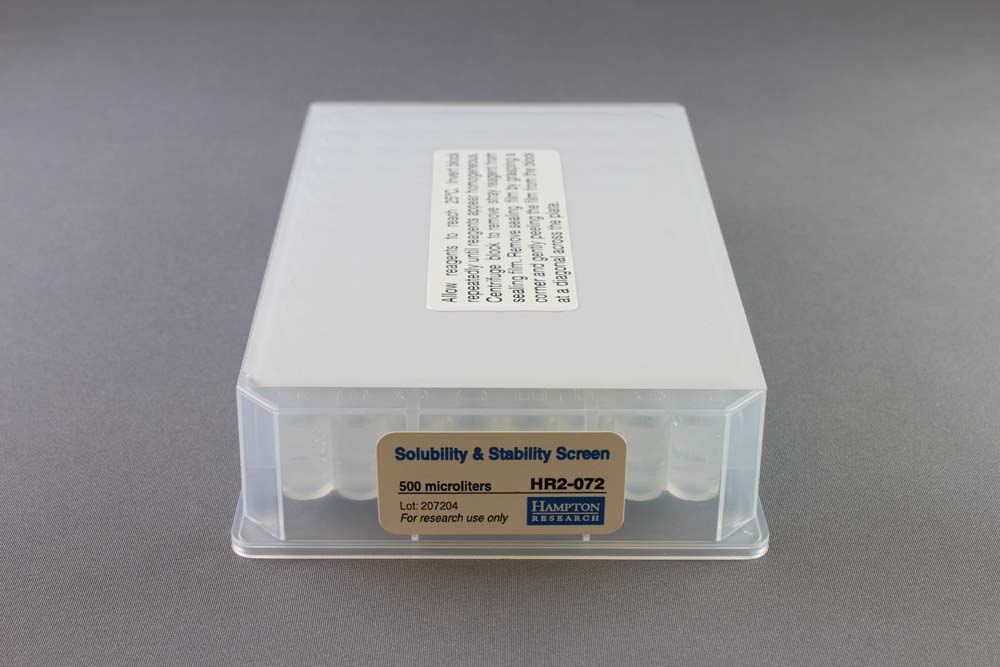 Allow reagents to reach 25°C. Invert block
repeatedly until reagents appear homogeneous.
Centrifuge block to remove stray reagent from
sealing film. Remove sealing film by grasping a
corner and gently peeling the film from the block
at a diagonal across the plate.
Solubility & Stability Screen
500 microliters HR2-072
Lot: 207204
For research use only
HAMPTON
RESEARCH